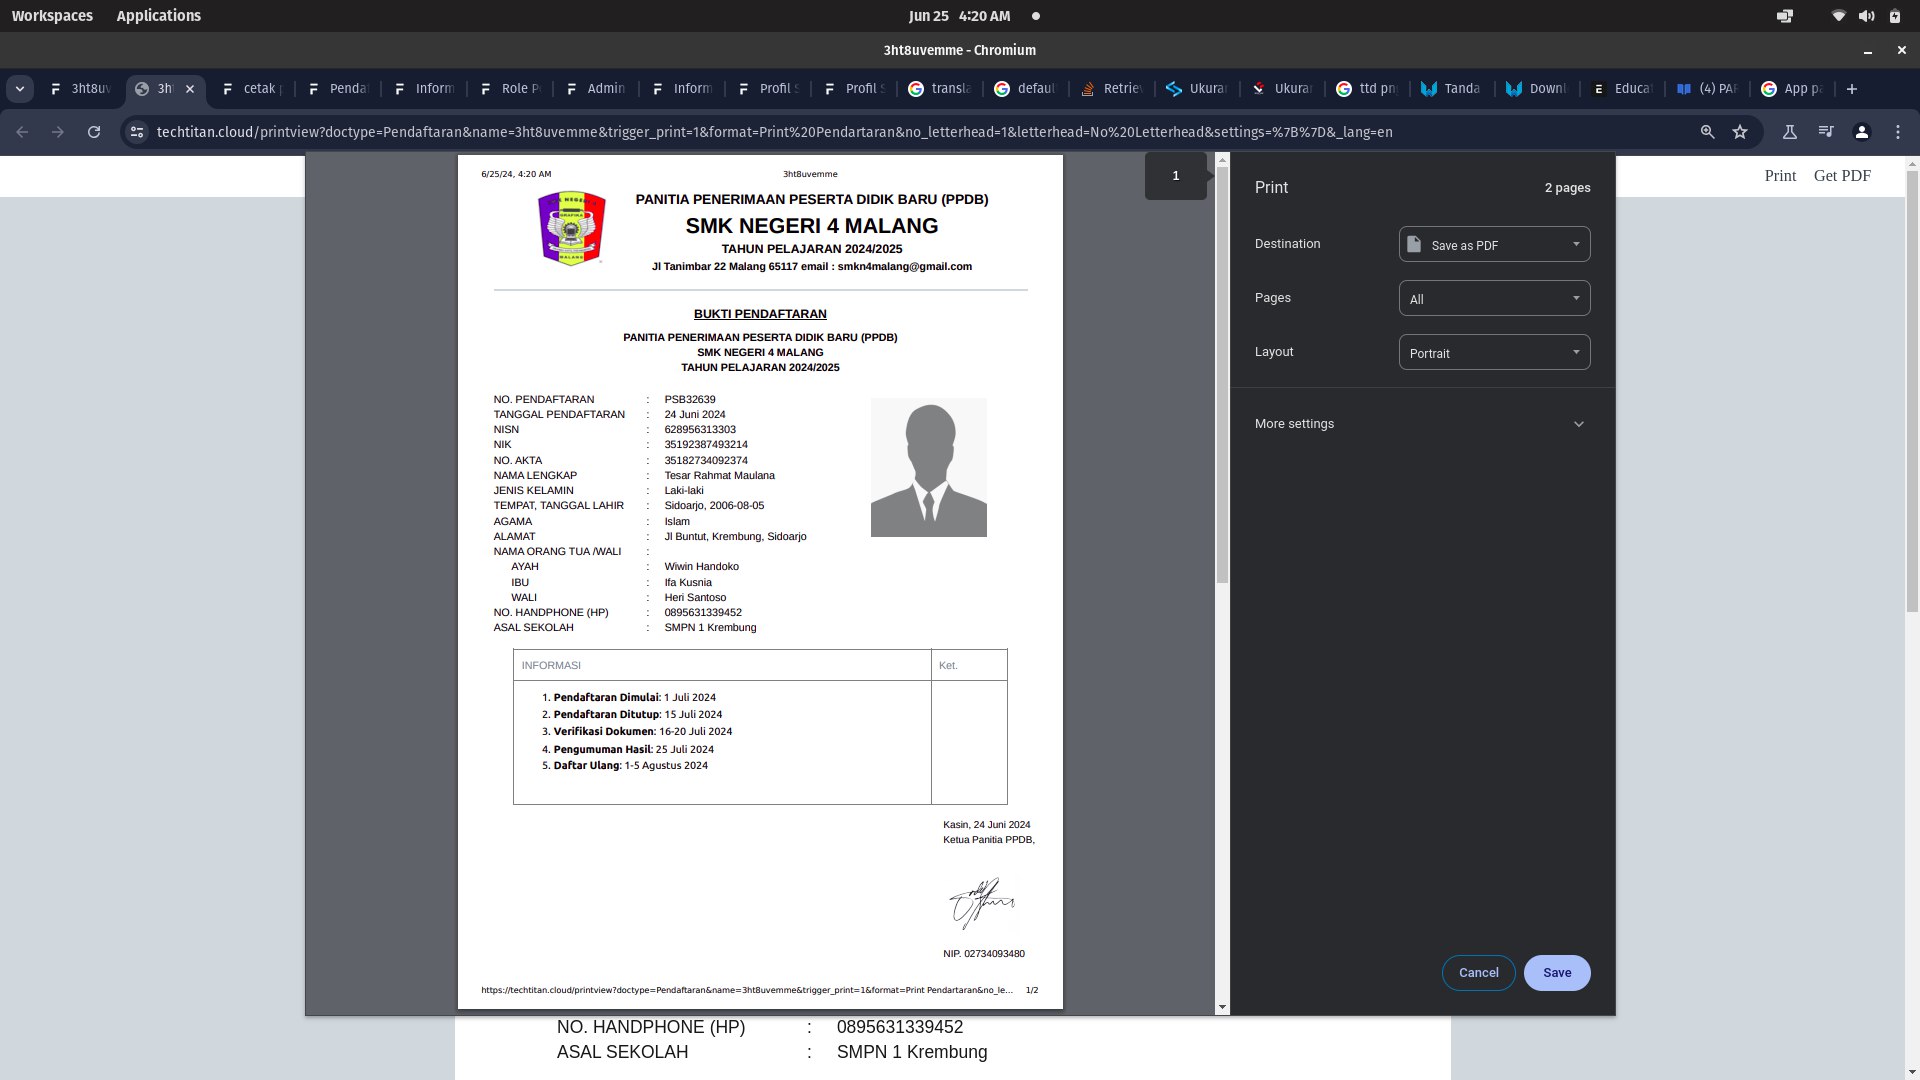 Workspaces Applications Jun 25 4:20 AM
3ht8uvemme - Chromium
3ht8uv 3ht cetak Penda Inform Role P Admin Inform Profil S Profil S transla defaul Retriev Ukuran Ukuran ttd pn Tanda Downl Educat (4) PA App p
techtitan.cloud/printview?doctype=Pendaftaran&name=3ht8uvemme&trigger_print=1&format=Print%20Pendartaran&no_letterhead=1&letterhead=No%20Letterhead&settings=%7B%7D&_lang=en
Print Get PDF
6/25/24, 4:20 AM 3ht8uvemme
PANITIA PENERIMAAN PESERTA DIDIK BARU (PPDB)
SMK NEGERI 4 MALANG
TAHUN PELAJARAN 2024/2025
Jl Tanimbar 22 Malang 65117 email : smkn4malang@gmail.com
GRAFIKA
MALANG
BUKTI PENDAFTARAN
PANITIA PENERIMAAN PESERTA DIDIK BARU (PPDB)
SMK NEGERI 4 MALANG
TAHUN PELAJARAN 2024/2025
NO. PENDAFTARAN : PSB32639
TANGGAL PENDAFTARAN : 24 Juni 2024
NISN : 628956313303
NIK : 35192387493214
NO. AKTA : 35182734092374
NAMA LENGKAP : Tesar Rahmat Maulana
JENIS KELAMIN : Laki-laki
TEMPAT, TANGGAL LAHIR : Sidoarjo, 2006-08-05
AGAMA : Islam
ALAMAT : Jl Buntut, Krembung, Sidoarjo
NAMA ORANG TUA /WALI :
AYAH : Wiwin Handoko
IBU : Ifa Kusnia
WALI : Heri Santoso
NO. HANDPHONE (HP) : 0895631339452
ASAL SEKOLAH : SMPN 1 Krembung
INFORMASI Ket.
1. Pendaftaran Dimulai: 1 Juli 2024
2. Pendaftaran Ditutup: 15 Juli 2024
3. Verifikasi Dokumen: 16-20 Juli 2024
4. Pengumuman Hasil: 25 Juli 2024
5. Daftar Ulang: 1-5 Agustus 2024
Kasin, 24 Juni 2024
Ketua Panitia PPDB,
NIP. 02734093480
https://techtitan.cloud/printview?doctype=Pendaftaran&name=3ht8uvemme&trigger_print=1&format=Print Pendartaran&no_le... 1/2
1
Print 2 pages
Destination Save as PDF
Pages All
Layout Portrait
More settings
Cancel Save
NO. HANDPHONE (HP) : 0895631339452
ASAL SEKOLAH : SMPN 1 Krembung